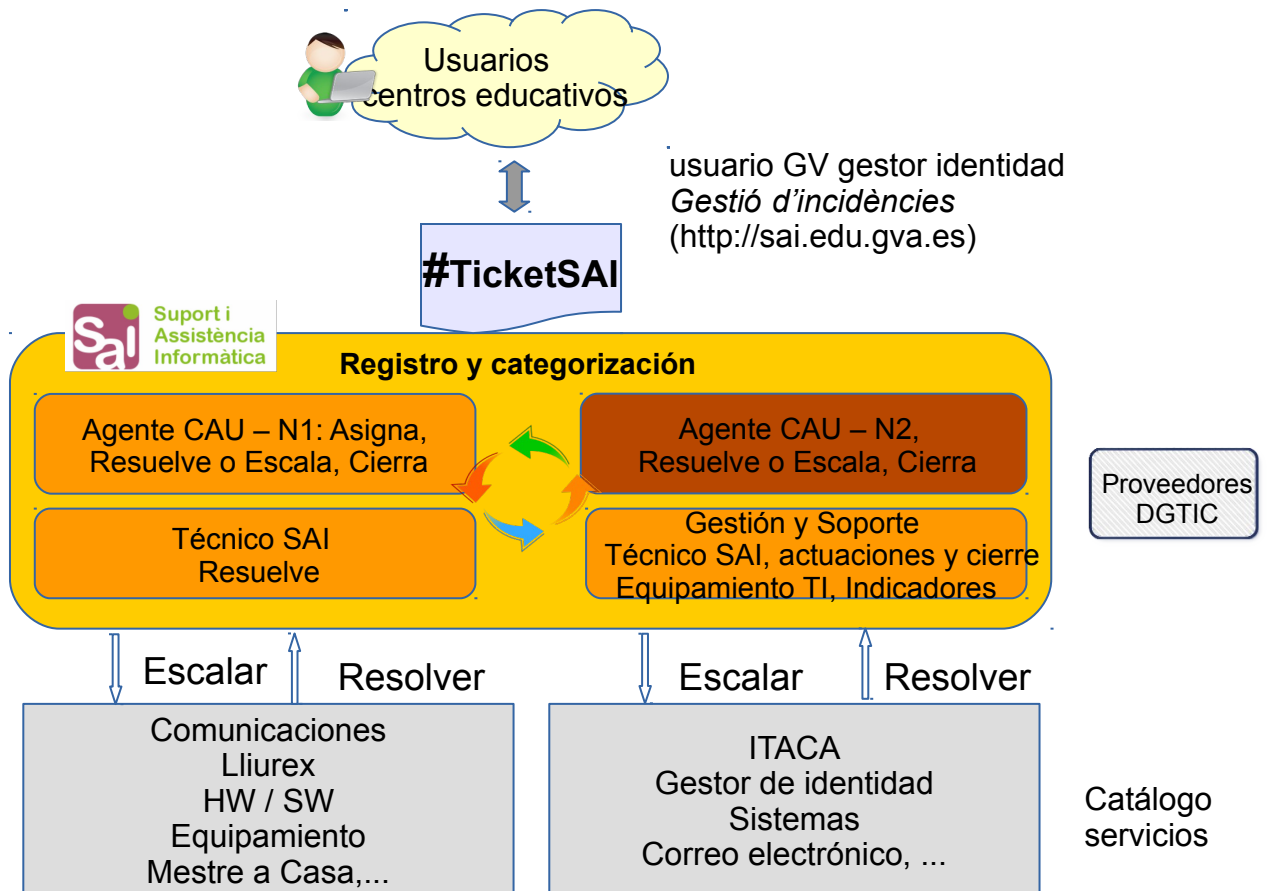 Usuarios
centros educativos
usuario GV gestor identidad
Gestió d'incidències
(http://sai.edu.gva.es)
#TicketSAI
Sai
Suport i
Assistència
Informàtica
Registro y categorización
Agente CAU – N1: Asigna,
Resuelve o Escala, Cierra
Agente CAU – N2,
Resuelve o Escala, Cierra
Técnico SAI
Resuelve
Gestión y Soporte
Técnico SAI, actuaciones y cierre
Equipamiento TI, Indicadores
Proveedores
DGTIC
Escalar
Resolver
Escalar
Resolver
Comunicaciones
Lliurex
HW / SW
Equipamiento
Mestre a Casa,...
ITACA
Gestor de identidad
Sistemas
Correo electrónico, ...
Catálogo
servicios